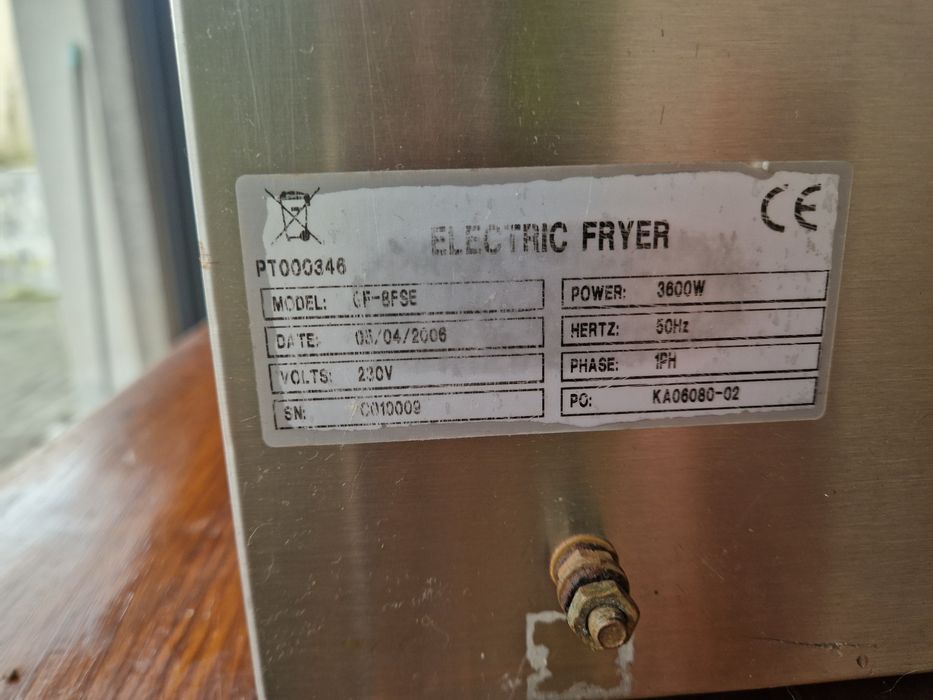 CE
ELECTRIC FRYER
PT000346
MODEL:
POWER: 3600W
DATE:
HERTZ: 50Hz
VOLTS: 230V
PHASE: 1PH
SN:
PO: KA06080-02